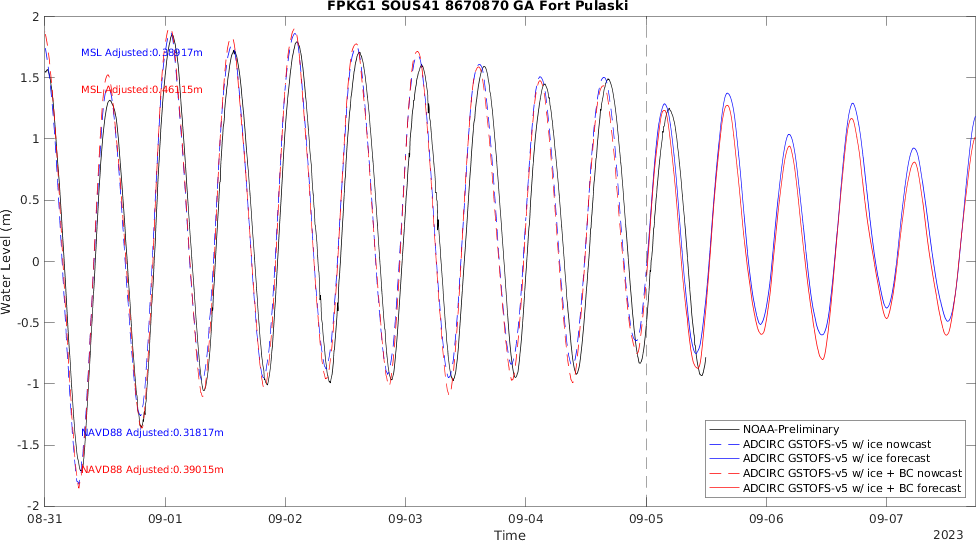 FPKG1 SOUS41 8670870 GA Fort Pulaski
2
1.5
1
0.5
0
-0.5
-1
-1.5
-2
Water Level (m)
MSL Adjusted:0.38917m
MSL Adjusted:0.46115m
NAVD88 Adjusted:0.31817m
NAVD88 Adjusted:0.39015m
NOAA-Preliminary
ADCIRC GSTOFS-v5 w/ ice nowcast
ADCIRC GSTOFS-v5 w/ ice forecast
ADCIRC GSTOFS-v5 w/ ice + BC nowcast
ADCIRC GSTOFS-v5 w/ ice + BC forecast
08-31 09-01 09-02 09-03 09-04 09-05 09-06 09-07
Time
2023